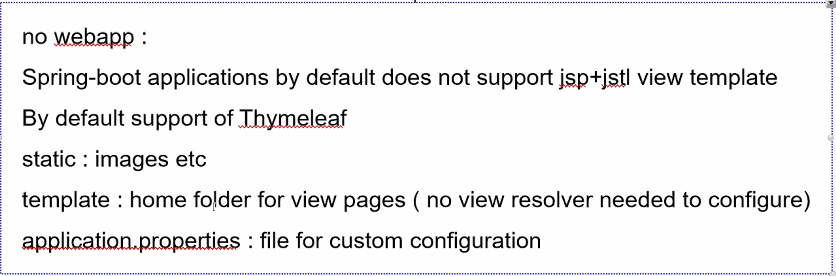 no webapp :
Spring-boot applications by default does not support jsp+jstl view template
By default support of Thymeleaf
static : images etc
template : home folder for view pages ( no view resolver needed to configure)
application.properties : file for custom configuration